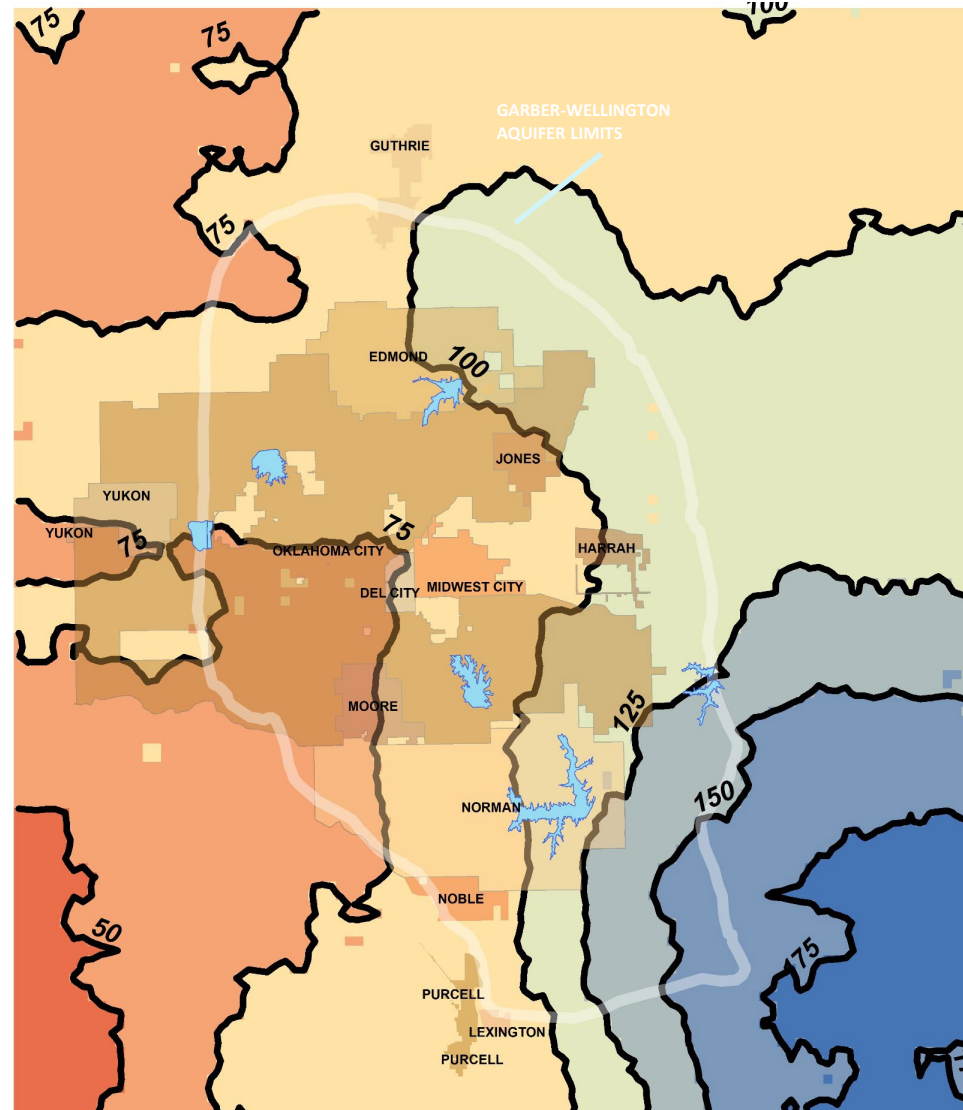 75
75
100
GARBER-WELLINGTON
AQUIFER LIMITS
GUTHRIE
75
EDMOND
100
JONES
YUKON
YUKON
75
75
OKLAHOMA CITY
HARRAH
DEL CITY
MIDWEST CITY
MOORE
125
150
NORMAN
NOBLE
50
175
PURCELL
LEXINGTON
PURCELL